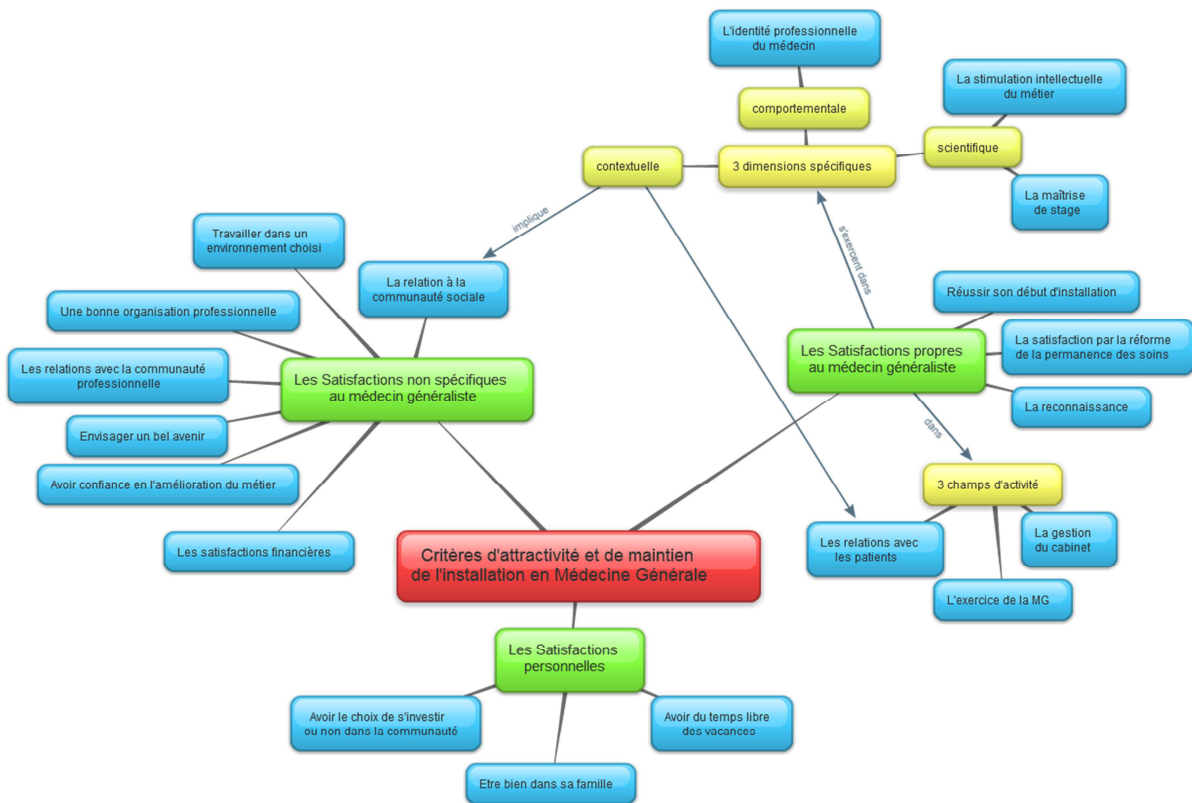 L'identité professionnelle
du médecin
La stimulation intellectuelle
du métier
comportementale
scientifique
contextuelle
3 dimensions spécifiques
La maîtrise
de stage
implique
s'exercent dans
Travailler dans un
environnement choisi
La relation à la
communauté sociale
Une bonne organisation professionnelle
Les relations avec la communauté
professionnelle
Les Satisfactions non spécifiques
au médecin généraliste
Envisager un bel avenir
Avoir confiance en l'amélioration du métier
Les satisfactions financières
Réussir son début d'installation
Les Satisfactions propres
au médecin généraliste
La satisfaction par la réforme
de la permanence des soins
La reconnaissance
dans
3 champs d'activité
Les relations avec
les patients
La gestion
du cabinet
L'exercice de la MG
Critères d'attractivité et de maintien
de l'installation en Médecine Générale
Les Satisfactions
personnelles
Avoir le choix de s'investir
ou non dans la communauté
Avoir du temps libre
des vacances
Etre bien dans sa famille